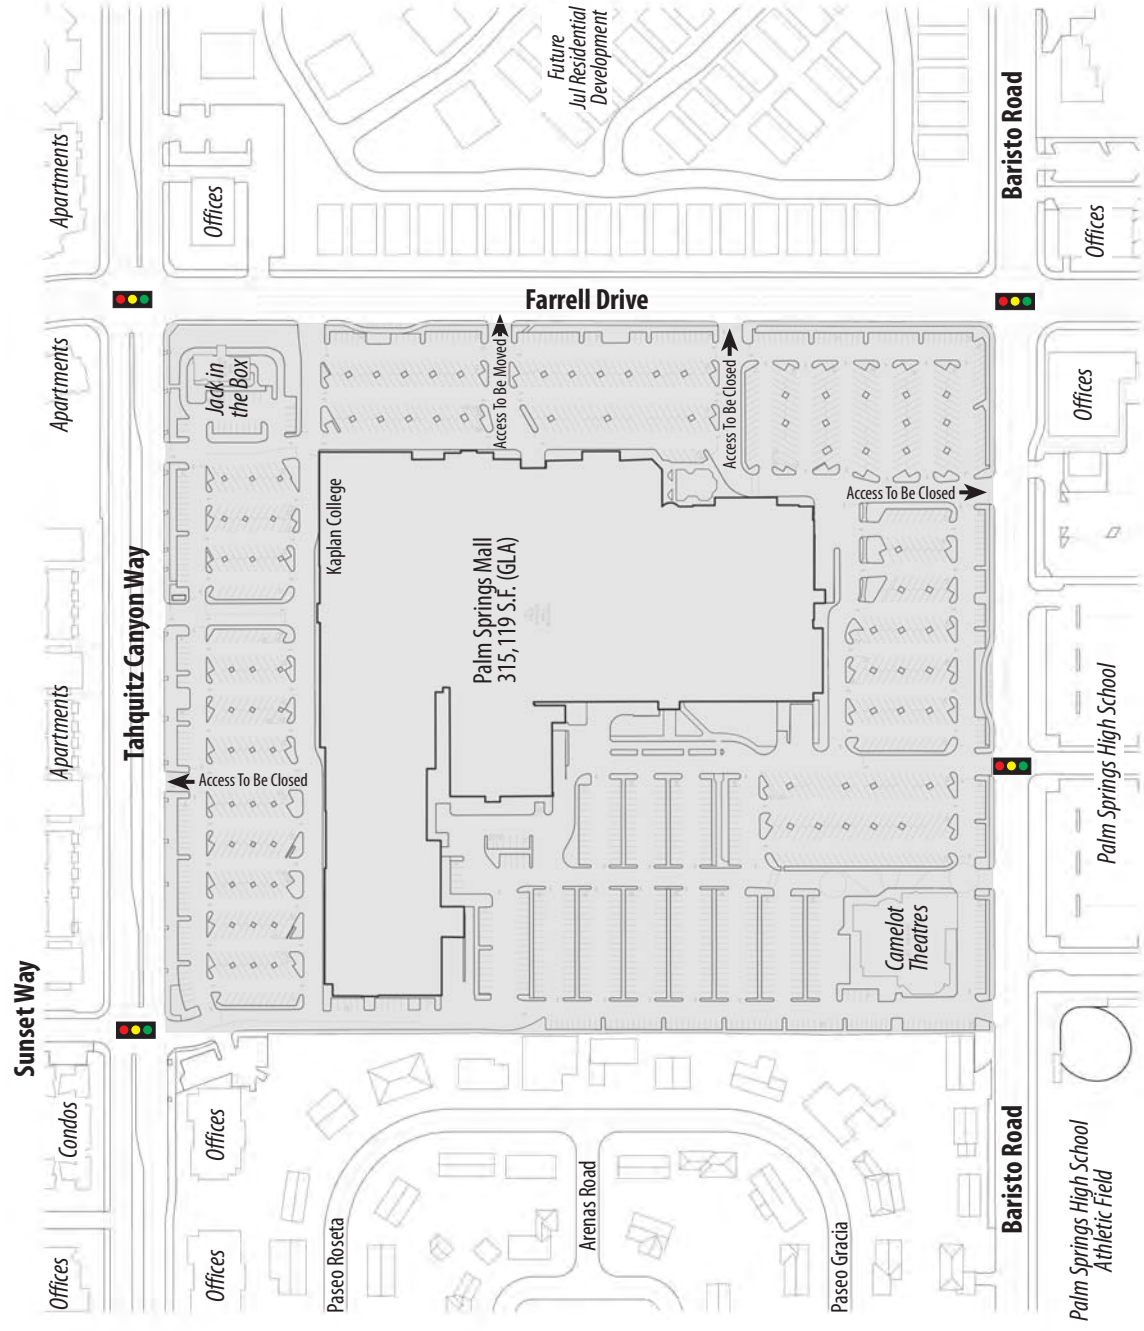 Future
Jul Residential
Development
Apartments
Offices
Baristo Road
Offices
Farrell Drive
Apartments
Jack in
the Box
Access To Be Moved
Access To Be Closed
Offices
Access To Be Closed
Kaplan College
Palm Springs Mall
315,119 S.F. (GLA)
Tahquitz Canyon Way
Apartments
Access To Be Closed
Palm Springs High School
Camelot
Theatres
Sunset Way
Condos
Offices
Arenas Road
Baristo Road
Palm Springs High School
Athletic Field
Offices
Offices
Paseo Roseta
Paseo Gracia